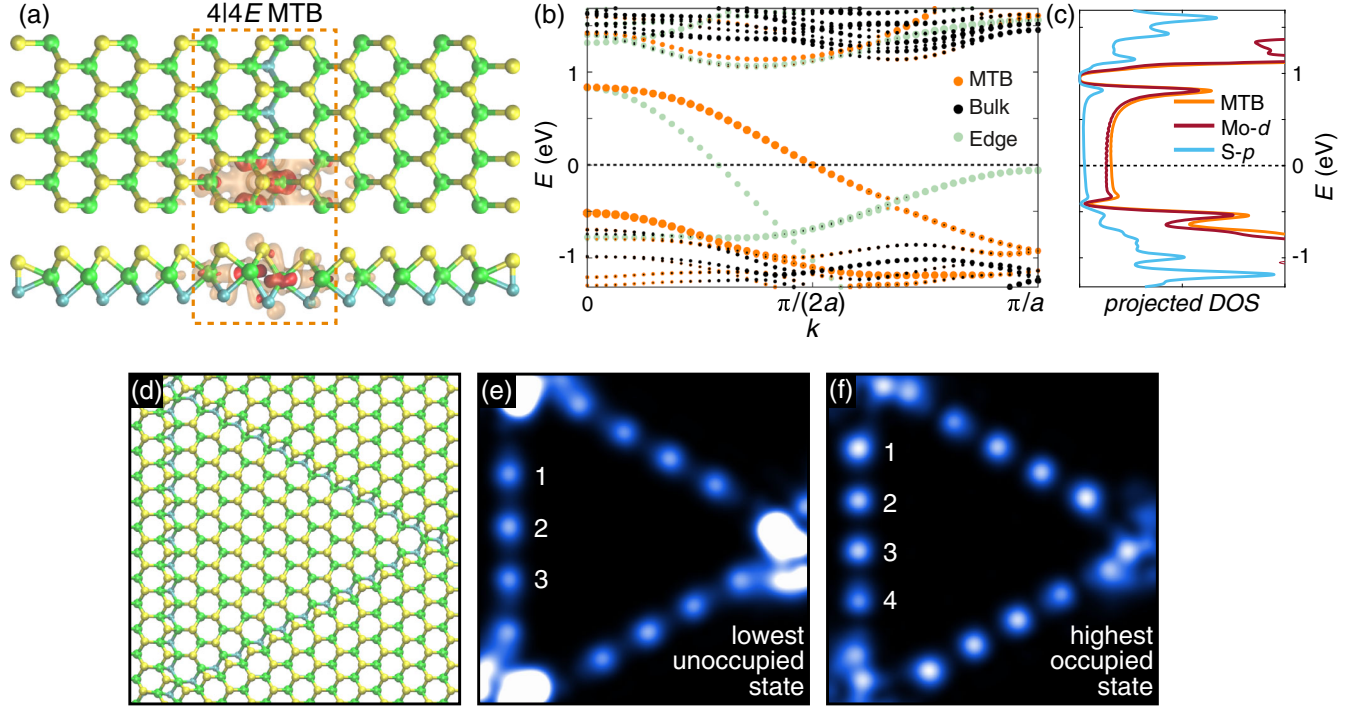 (a)
4|4E MTB
(b)
1
0
-1
E (eV)
MTB
Bulk
Edge
0
π/(2a)
π/a
k
(c)
MTB
Mo-d
S-p
1
0
-1
E (eV)
projected DOS
(d)
(e)
1
2
3
lowest
unoccupied
state
(f)
1
2
3
4
highest
occupied
state